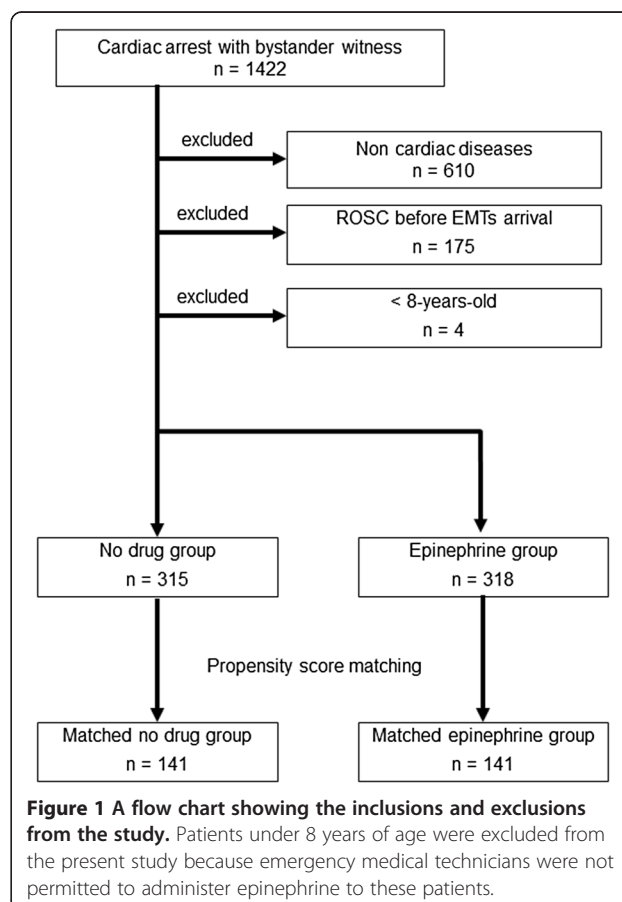 Cardiac arrest with bystander witness
n = 1422
excluded
Non cardiac diseases
n = 610
excluded
ROSC before EMTs arrival
n = 175
excluded
< 8-years-old
n = 4
No drug group
n = 315
Epinephrine group
n = 318
Propensity score matching
Matched no drug group
n = 141
Matched epinephrine group
n = 141
Figure 1 A flow chart showing the inclusions and exclusions
from the study. Patients under 8 years of age were excluded from
the present study because emergency medical technicians were not
permitted to administer epinephrine to these patients.